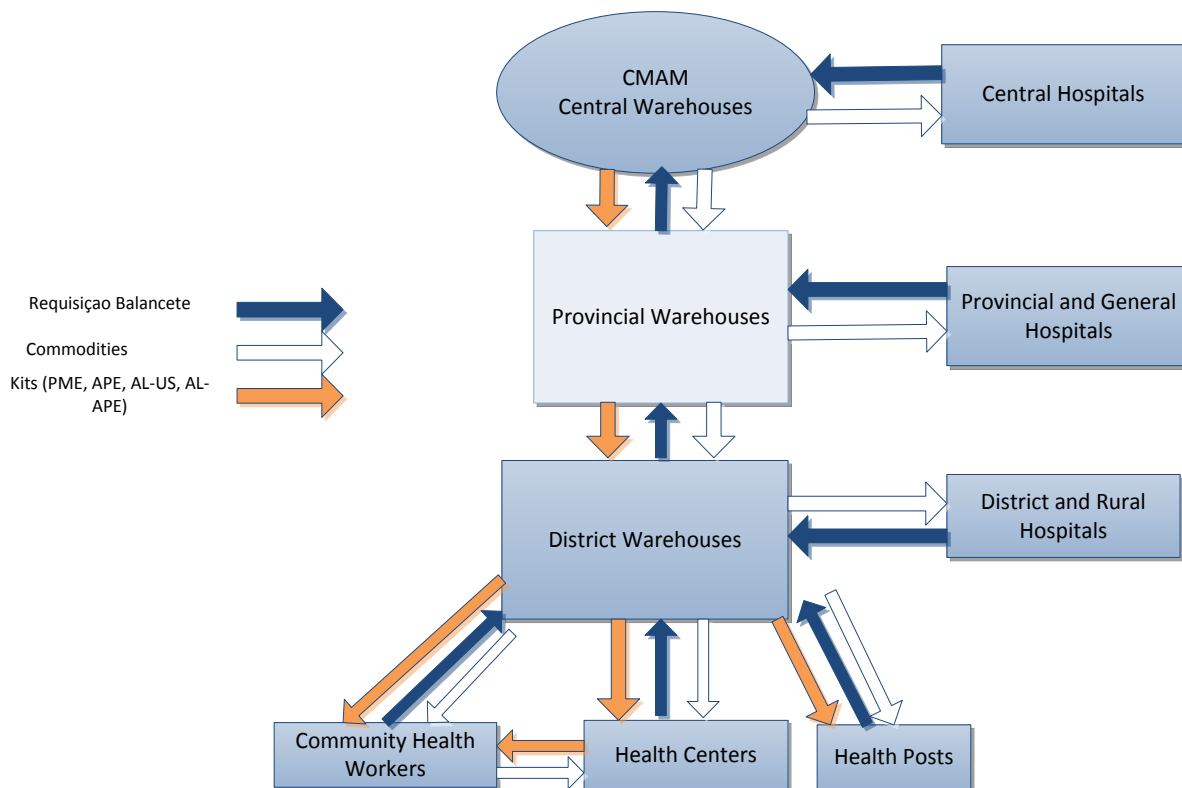 CMAM
Central Warehouses
Central Hospitals
Provincial Warehouses
Provincial and General
Hospitals
Requisiçao Balancete
Commodities
Kits (PME, APE, AL-US, AL-
APE)
District Warehouses
District and Rural
Hospitals
Community Health
Workers
Health Centers
Health Posts